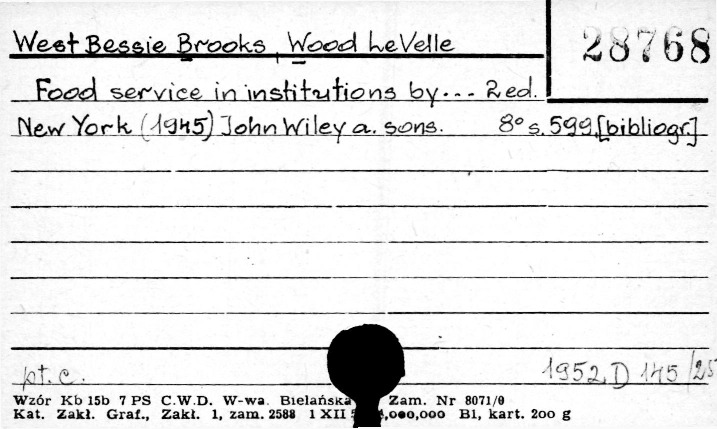 West Bessie Brooks, Wood LeVelle
28768
Food service in institutions by... 2 ed.
New York (1945) John Wiley a. sons. 8° s. 599, [bibliogr.]
pt. c.
1952 D 145/25
Wzór Kb 15b 7 PS C.W.D. W-wa. Bielańska Zam. Nr 8071/0
Kat. Zakł. Graf., Zakł. 1, zam. 2588 1 XII ,000,000 B1, kart. 200 g